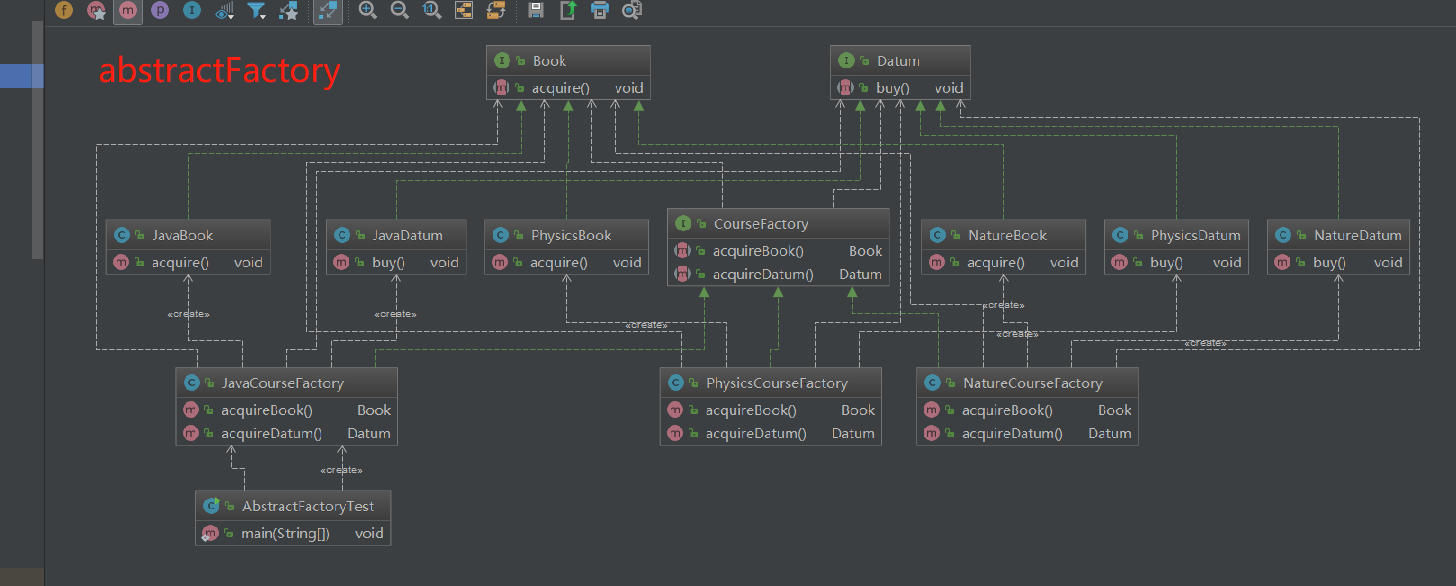 abstractFactory
Book
acquire() void
Datum
buy() void
JavaBook
acquire() void
JavaDatum
buy() void
PhysicsBook
acquire() void
CourseFactory
acquireBook() Book
acquireDatum() Datum
NatureBook
acquire() void
PhysicsDatum
buy() void
NatureDatum
buy() void
«create»
«create»
«create»
«create»
«create»
«create»
JavaCourseFactory
acquireBook() Book
acquireDatum() Datum
PhysicsCourseFactory
acquireBook() Book
acquireDatum() Datum
NatureCourseFactory
acquireBook() Book
acquireDatum() Datum
«create»
AbstractFactoryTest
main(String[]) void